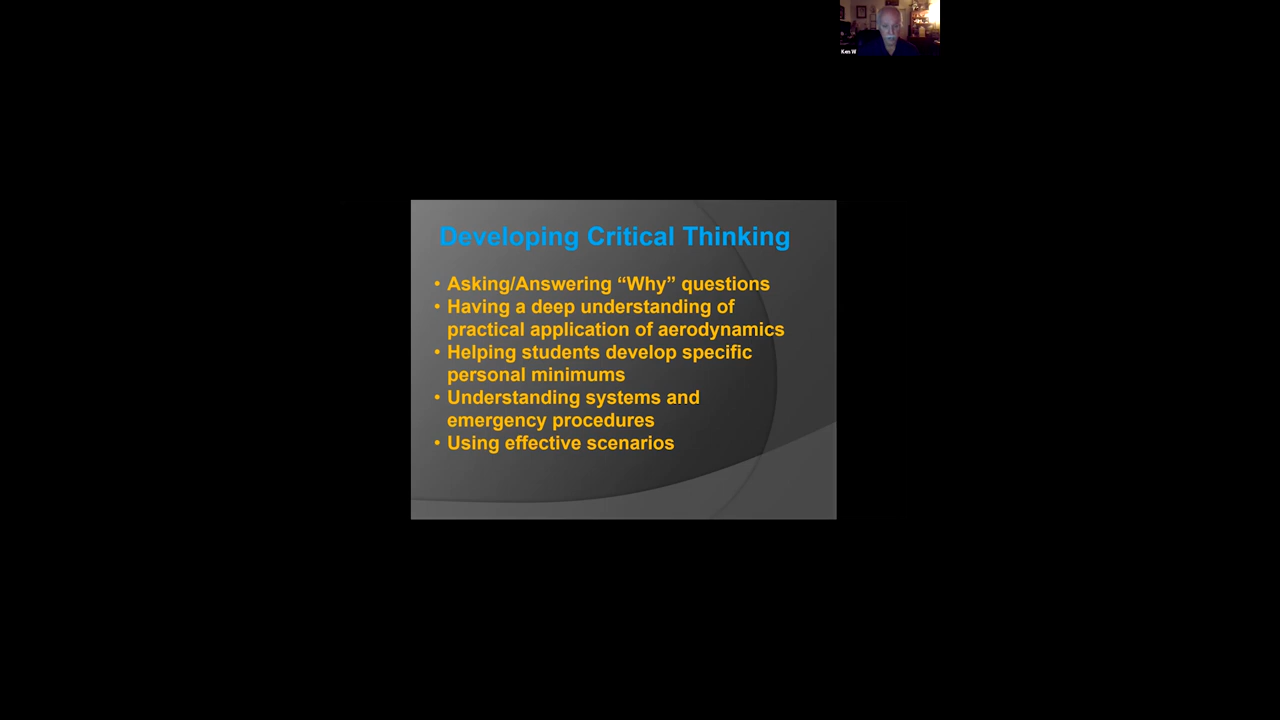 Ken W
Developing Critical Thinking
• Asking/Answering “Why” questions
• Having a deep understanding of
practical application of aerodynamics
• Helping students develop specific
personal minimums
• Understanding systems and
emergency procedures
• Using effective scenarios